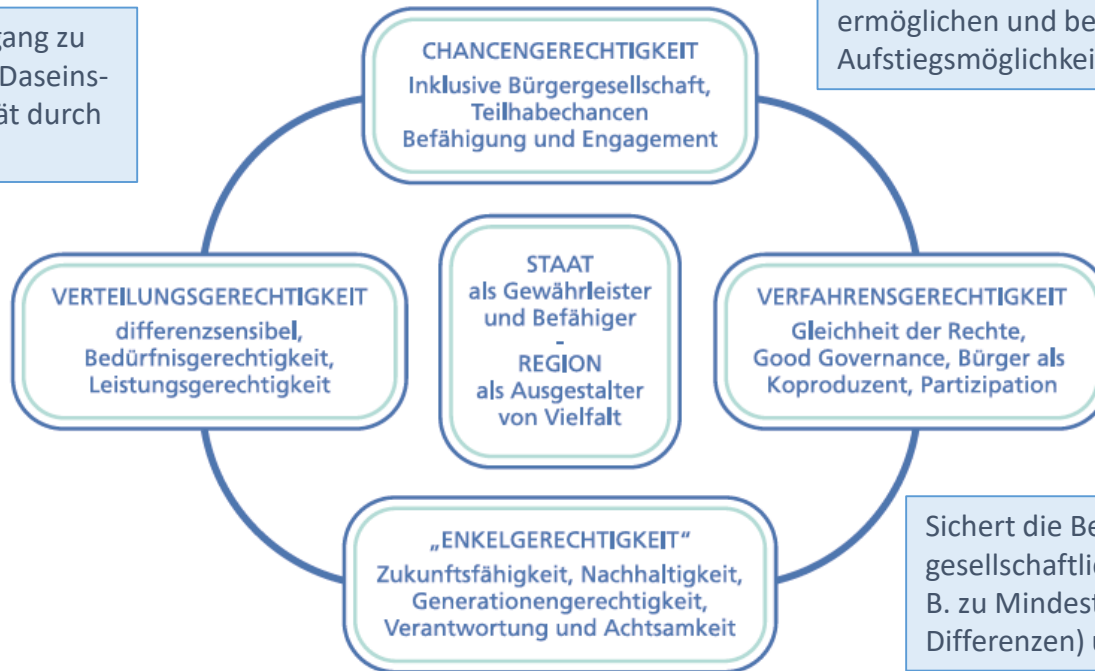 gang zu
Daseins-
ät durch
ermöglichen und be
Aufstiegsmöglichkei
CHANCENGERECHTIGKEIT
Inklusive Bürgergesellschaft,
Teilhabechancen
Befähigung und Engagement
VERTEILUNGSGERECHTIGKEIT
differenzsensibel,
Bedürfnisgerechtigkeit,
Leistungsgerechtigkeit
STAAT
als Gewährleister
und Befähiger
-
REGION
als Ausgestalter
von Vielfalt
VERFAHRENSGERECHTIGKEIT
Gleichheit der Rechte,
Good Governance, Bürger als
Koproduzent, Partizipation
„ENKELGERECHTIGKEIT“
Zukunftsfähigkeit, Nachhaltigkeit,
Generationengerechtigkeit,
Verantwortung und Achtsamkeit
Sichert die Be
gesellschaftlic
B. zu Mindest
Differenzen) u